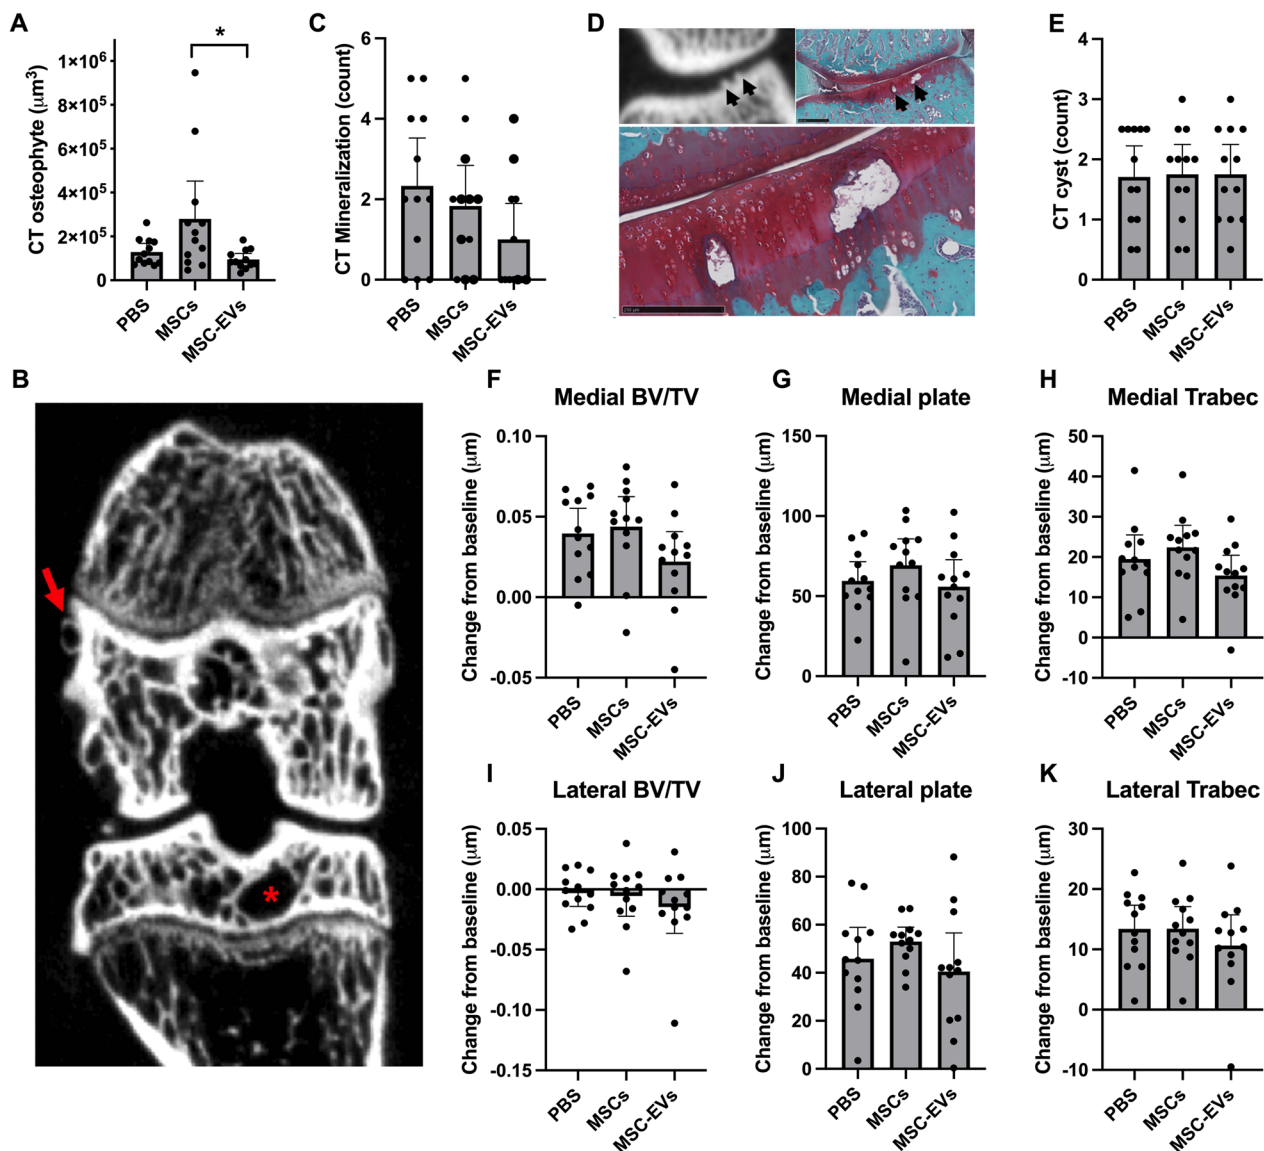 A
CT osteophyte (μm³)
1×10⁶
8×10⁵
6×10⁵
4×10⁵
2×10⁵
0
*
PBS
MSCs
MSC-EVs
C
CT Mineralization (count)
6
4
2
0
PBS
MSCs
MSC-EVs
D
E
CT cyst (count)
4
3
2
1
0
PBS
MSCs
MSC-EVs
B
*
F
Medial BV/TV
Change from baseline (μm)
0.10
0.05
0.00
-0.05
PBS
MSCs
MSC-EVs
G
Medial plate
Change from baseline (μm)
150
100
50
0
PBS
MSCs
MSC-EVs
H
Medial Trabec
Change from baseline (μm)
50
40
30
20
10
0
-10
PBS
MSCs
MSC-EVs
I
Lateral BV/TV
Change from baseline (μm)
0.05
0.00
-0.05
-0.10
-0.15
PBS
MSCs
MSC-EVs
J
Lateral plate
Change from baseline (μm)
100
80
60
40
20
0
PBS
MSCs
MSC-EVs
K
Lateral Trabec
Change from baseline (μm)
30
20
10
0
-10
PBS
MSCs
MSC-EVs